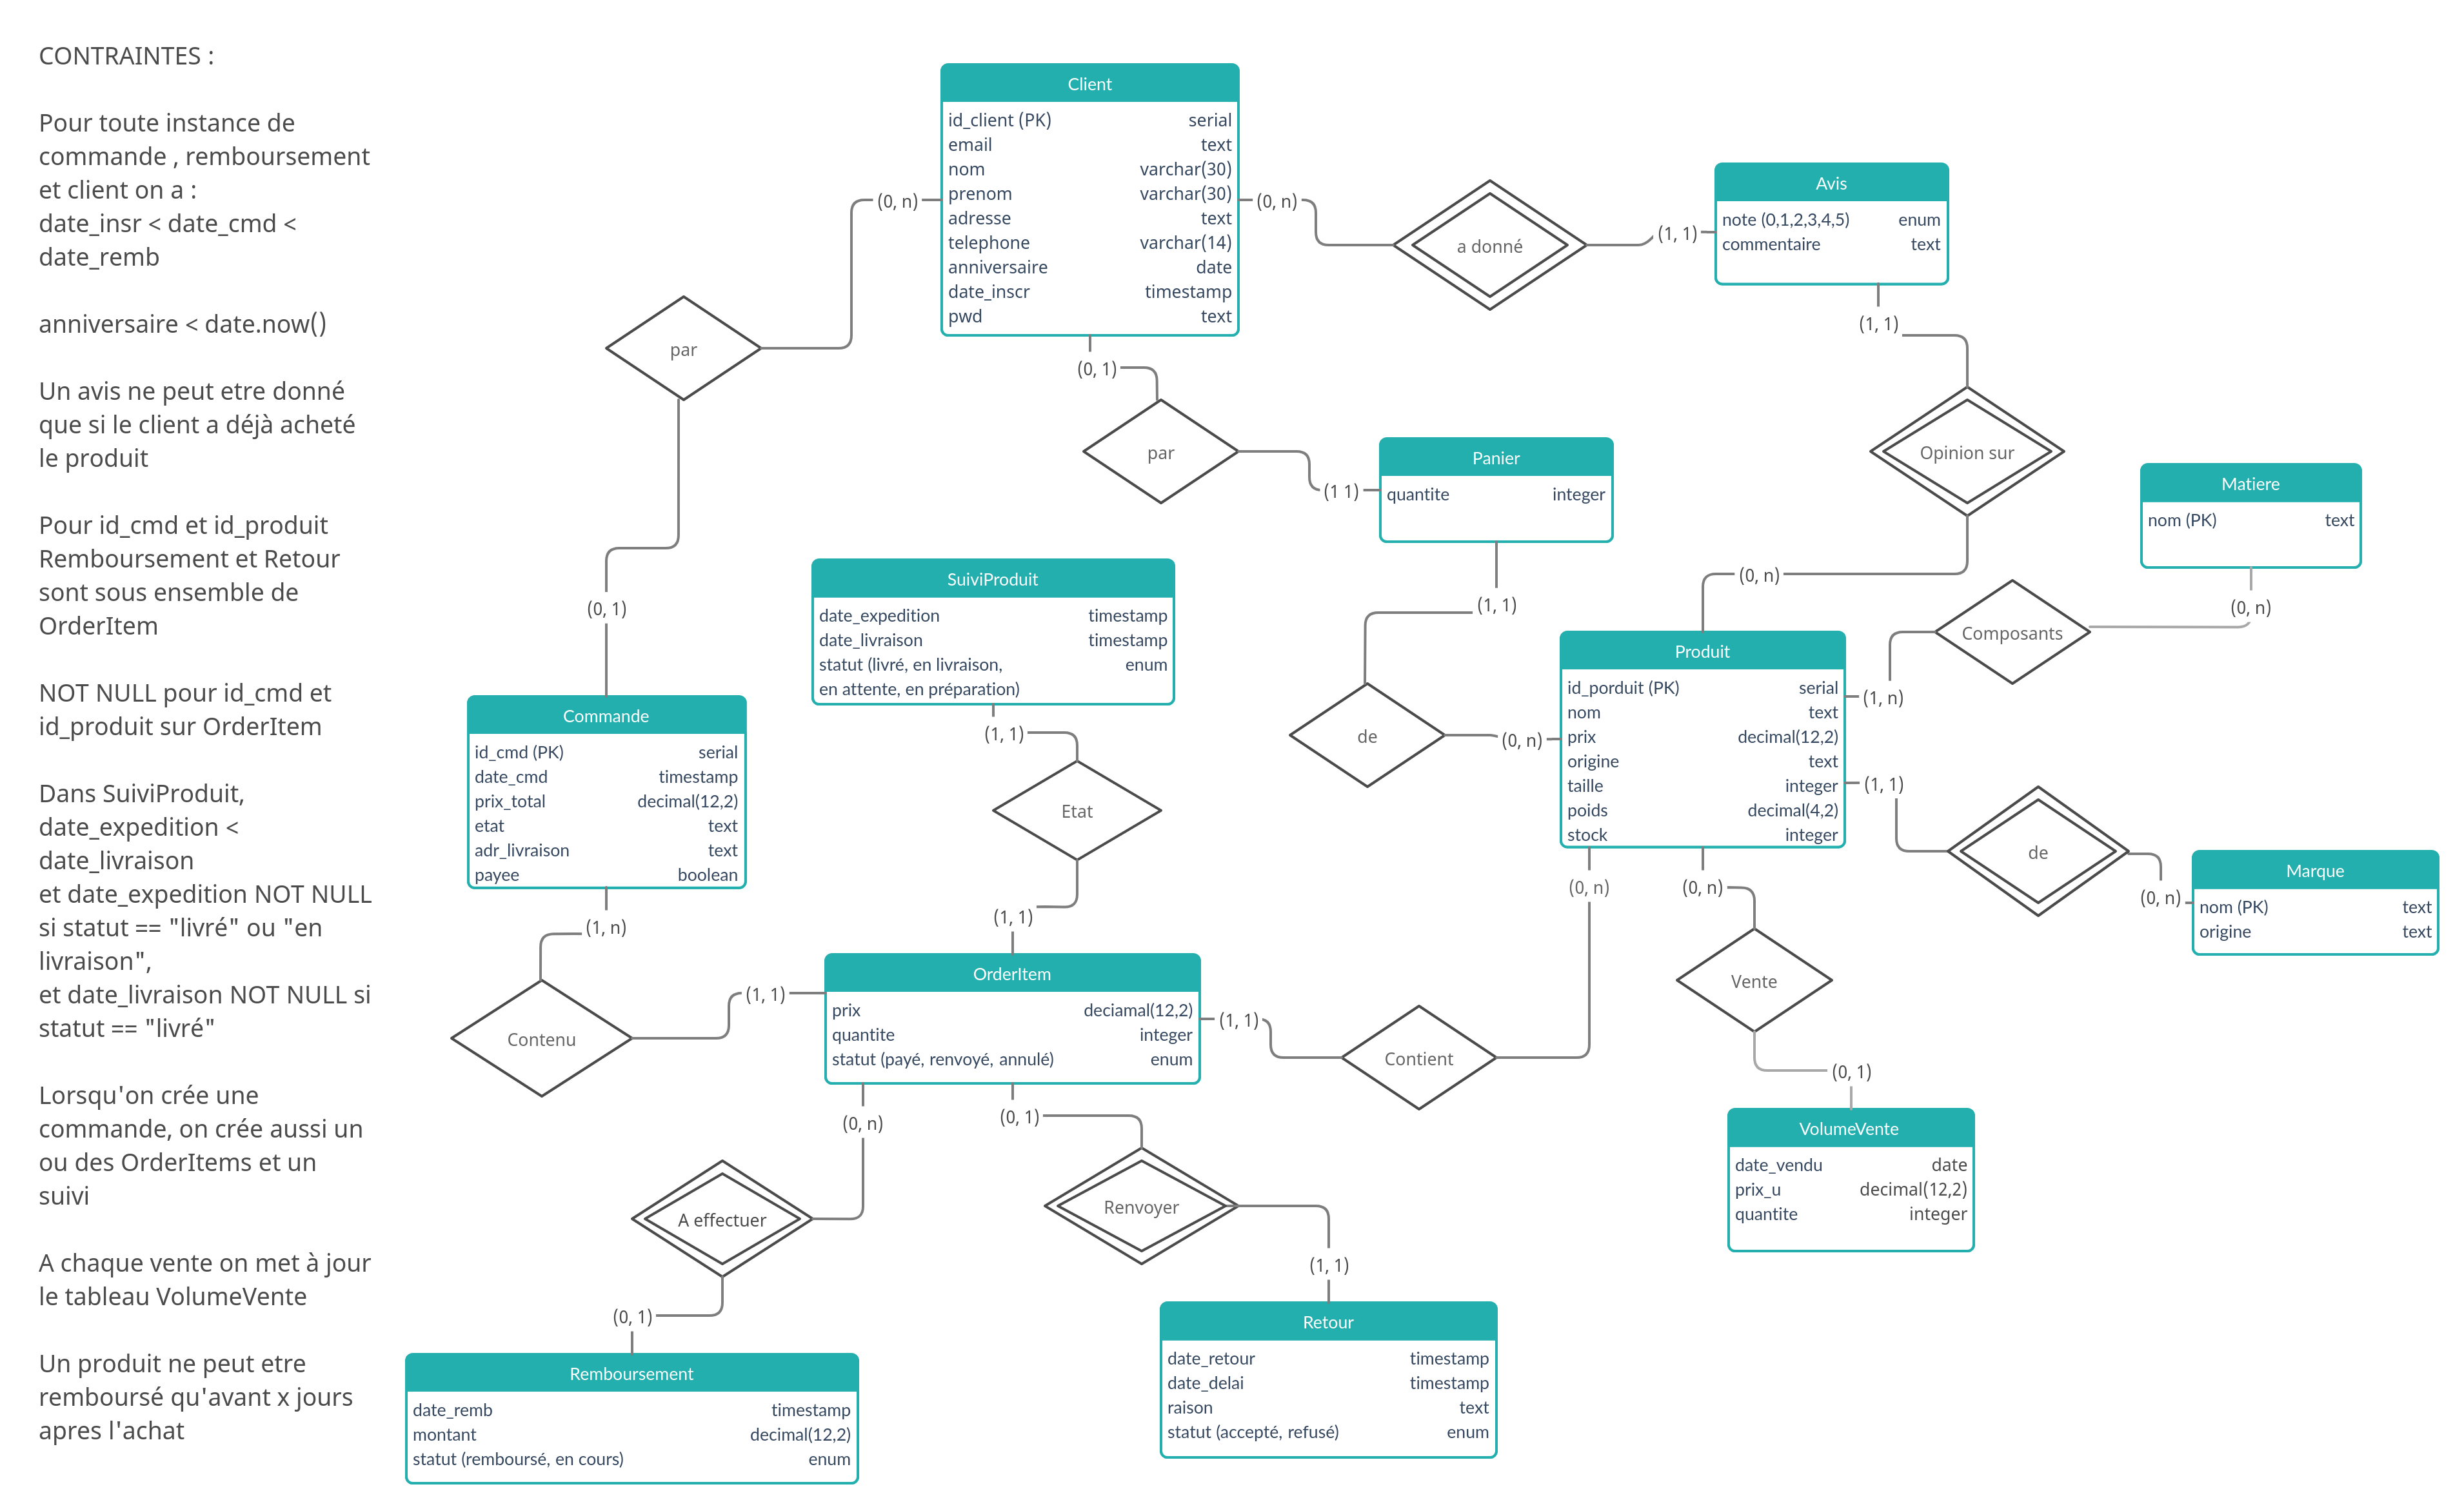 CONTRAINTES :
Pour toute instance de
commande , remboursement
et client on a :
date_insr < date_cmd <
date_remb
anniversaire < date.now()
Un avis ne peut etre donné
que si le client a déjà acheté
le produit
Pour id_cmd et id_produit
Remboursement et Retour
sont sous ensemble de
OrderItem
NOT NULL pour id_cmd et
id_produit sur OrderItem
Dans SuiviProduit,
date_expedition <
date_livraison
et date_expedition NOT NULL
si statut == "livré" ou "en
livraison",
et date_livraison NOT NULL si
statut == "livré"
Lorsqu'on crée une
commande, on crée aussi un
ou des OrderItems et un
suivi
A chaque vente on met à jour
le tableau VolumeVente
Un produit ne peut etre
remboursé qu'avant x jours
apres l'achat
Client
id_client (PK) serial
email text
nom varchar(30)
prenom varchar(30)
adresse text
telephone varchar(14)
anniversaire date
date_inscr timestamp
pwd text
(0, n)
(0, n)
(0, 1)
a donné
(1, 1)
Avis
note (0,1,2,3,4,5) enum
commentaire text
(1, 1)
Opinion sur
(0, n)
par
(0, 1)
par
(1 1)
Panier
quantite integer
(1, 1)
de
(0, n)
Matiere
nom (PK) text
(0, n)
Composants
(1, n)
SuiviProduit
date_expedition timestamp
date_livraison timestamp
statut (livré, en livraison, enum
en attente, en préparation)
(1, 1)
Etat
(1, 1)
Produit
id_porduit (PK) serial
nom text
prix decimal(12,2)
origine text
taille integer
poids decimal(4,2)
stock integer
(1, 1)
de
(0, n)
Marque
nom (PK) text
origine text
(0, n)
(0, n)
Vente
(0, 1)
VolumeVente
date_vendu date
prix_u decimal(12,2)
quantite integer
Commande
id_cmd (PK) serial
date_cmd timestamp
prix_total decimal(12,2)
etat text
adr_livraison text
payee boolean
(1, n)
Contenu
(1, 1)
OrderItem
prix deciamal(12,2)
quantite integer
statut (payé, renvoyé, annulé) enum
(1, 1)
Contient
(0, n)
(0, 1)
A effectuer
Renvoyer
(0, 1)
(1, 1)
Remboursement
date_remb timestamp
montant decimal(12,2)
statut (remboursé, en cours) enum
Retour
date_retour timestamp
date_delai timestamp
raison text
statut (accepté, refusé) enum